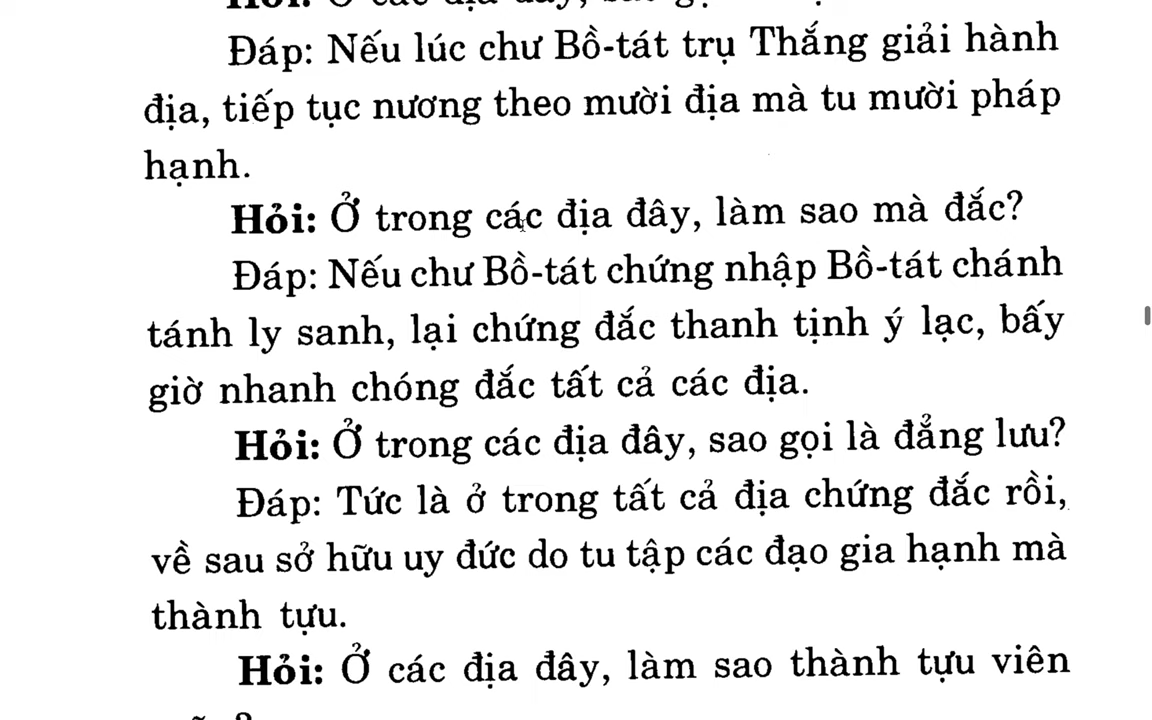 Đáp: Nếu lúc chư Bồ-tát trụ Thắng giải hành
địa, tiếp tục nương theo mười địa mà tu mười pháp
hạnh.
Hỏi: Ở trong các địa đây, làm sao mà đắc?
Đáp: Nếu chư Bồ-tát chứng nhập Bồ-tát chánh
tánh ly sanh, lại chứng đắc thanh tịnh ý lạc, bấy
giờ nhanh chóng đắc tất cả các địa.
Hỏi: Ở trong các địa đây, sao gọi là đẳng lưu?
Đáp: Tức là ở trong tất cả địa chứng đắc rồi,
về sau sở hữu uy đức do tu tập các đạo gia hạnh mà
thành tựu.
Hỏi: Ở các địa đây, làm sao thành tựu viên